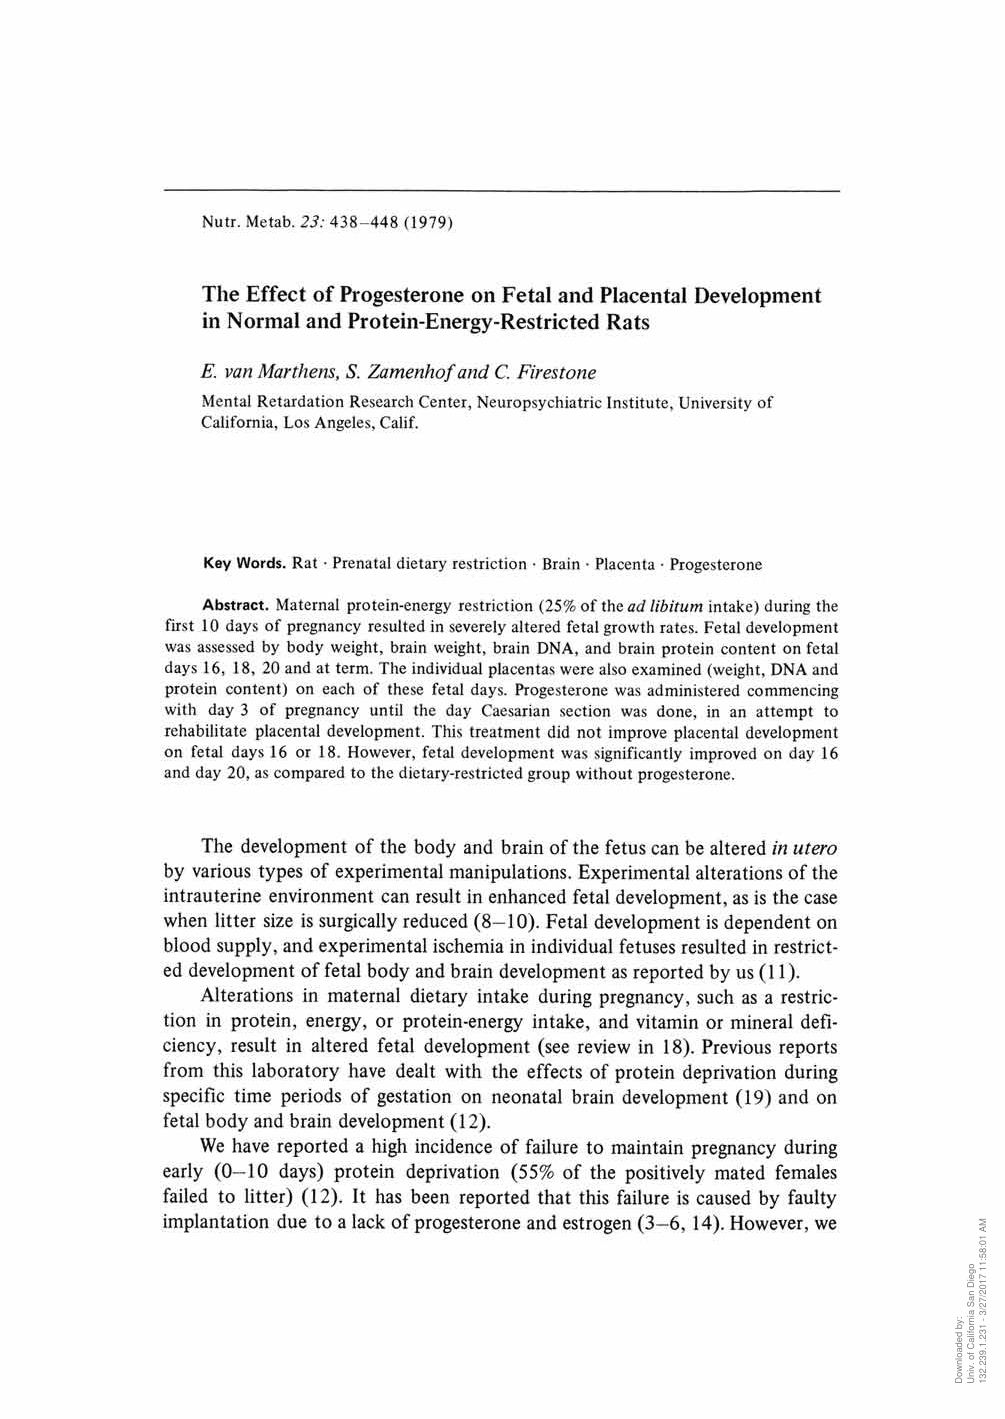 Nutr. Metab. 23: 438–448 (1979)
The Effect of Progesterone on Fetal and Placental Development
in Normal and Protein-Energy-Restricted Rats
E. van Marthens, S. Zamenhof and C. Firestone
Mental Retardation Research Center, Neuropsychiatric Institute, University of
California, Los Angeles, Calif.
Key Words. Rat · Prenatal dietary restriction · Brain · Placenta · Progesterone
Abstract. Maternal protein-energy restriction (25% of the ad libitum intake) during the
first 10 days of pregnancy resulted in severely altered fetal growth rates. Fetal development
was assessed by body weight, brain weight, brain DNA, and brain protein content on fetal
days 16, 18, 20 and at term. The individual placentas were also examined (weight, DNA and
protein content) on each of these fetal days. Progesterone was administered commencing
with day 3 of pregnancy until the day Caesarian section was done, in an attempt to
rehabilitate placental development. This treatment did not improve placental development
on fetal days 16 or 18. However, fetal development was significantly improved on day 16
and day 20, as compared to the dietary-restricted group without progesterone.
The development of the body and brain of the fetus can be altered in utero
by various types of experimental manipulations. Experimental alterations of the
intrauterine environment can result in enhanced fetal development, as is the case
when litter size is surgically reduced (8–10). Fetal development is dependent on
blood supply, and experimental ischemia in individual fetuses resulted in restrict-
ed development of fetal body and brain development as reported by us (11).
Alterations in maternal dietary intake during pregnancy, such as a restric-
tion in protein, energy, or protein-energy intake, and vitamin or mineral defi-
ciency, result in altered fetal development (see review in 18). Previous reports
from this laboratory have dealt with the effects of protein deprivation during
specific time periods of gestation on neonatal brain development (19) and on
fetal body and brain development (12).
We have reported a high incidence of failure to maintain pregnancy during
early (0–10 days) protein deprivation (55% of the positively mated females
failed to litter) (12). It has been reported that this failure is caused by faulty
implantation due to a lack of progesterone and estrogen (3–6, 14). However, we
Downloaded by:
Univ. of California San Diego
132.239.1.231 - 3/27/2017 11:58:01 AM